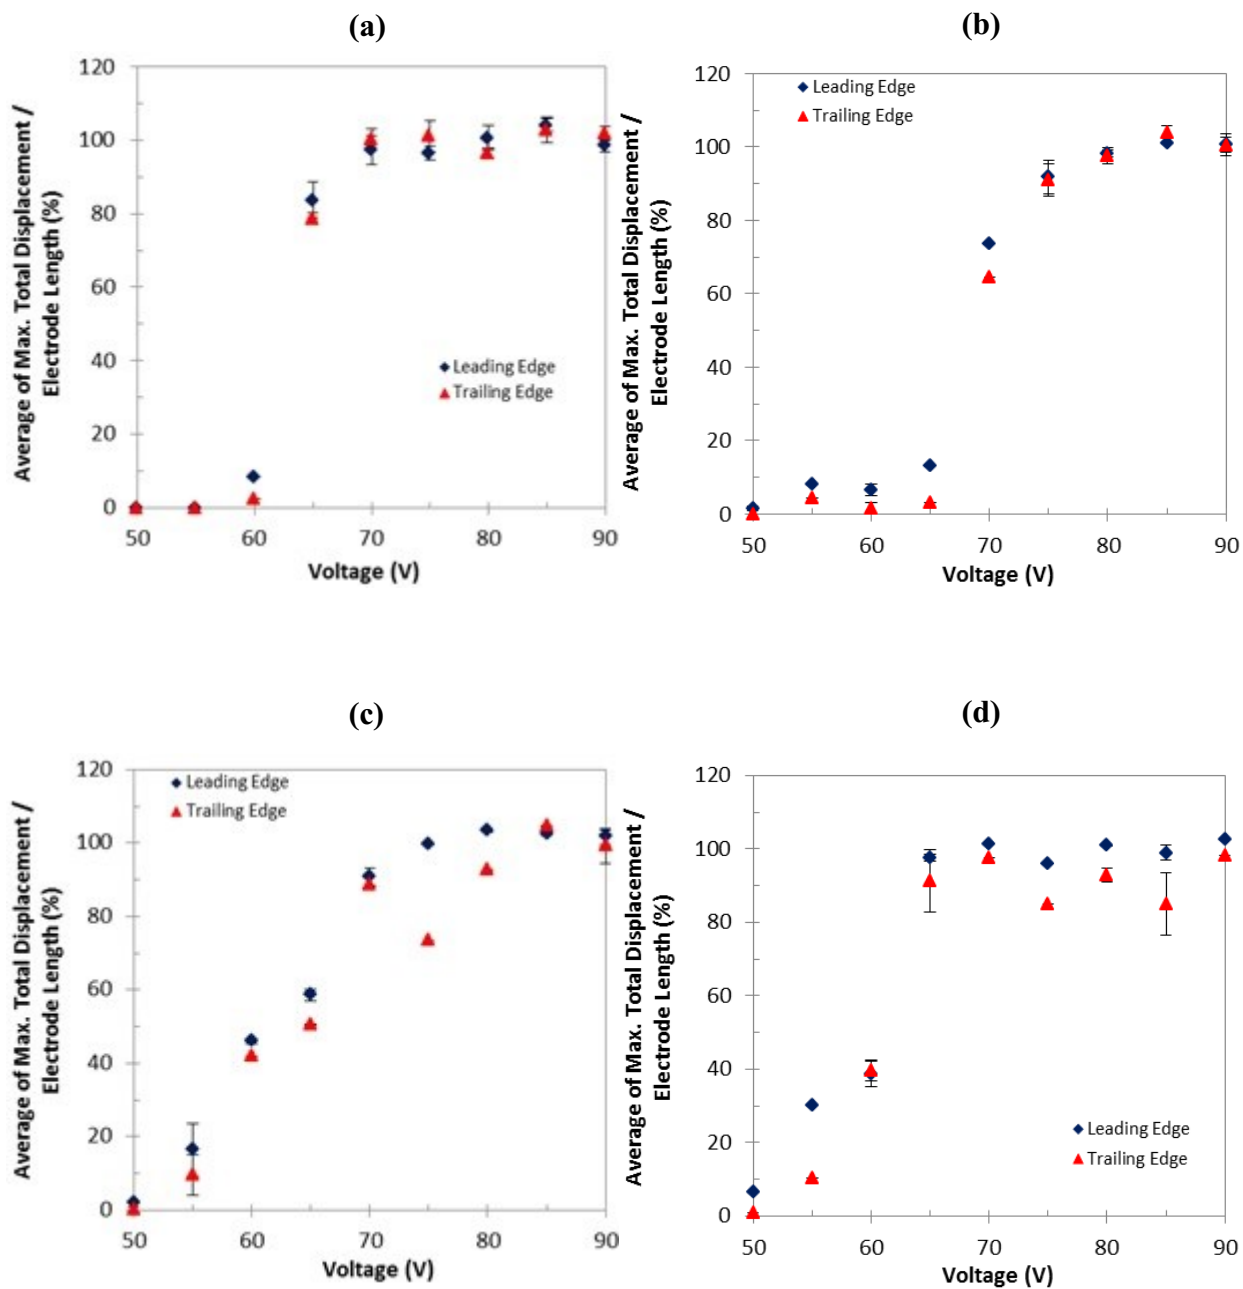 (a)
120
100
80
60
40
20
0
50
60
70
80
90
Voltage (V)
Average of Max. Total Displacement /
Electrode Length (%)
Leading Edge
Trailing Edge
(b)
120
100
80
60
40
20
0
50
60
70
80
90
Voltage (V)
Average of Max. Total Displacement /
Electrode Length (%)
Leading Edge
Trailing Edge
(c)
120
100
80
60
40
20
0
50
60
70
80
90
Voltage (V)
Average of Max. Total Displacement /
Electrode Length (%)
Leading Edge
Trailing Edge
(d)
120
100
80
60
40
20
0
50
60
70
80
90
Voltage (V)
Average of Max. Total Displacement /
Electrode Length (%)
Leading Edge
Trailing Edge